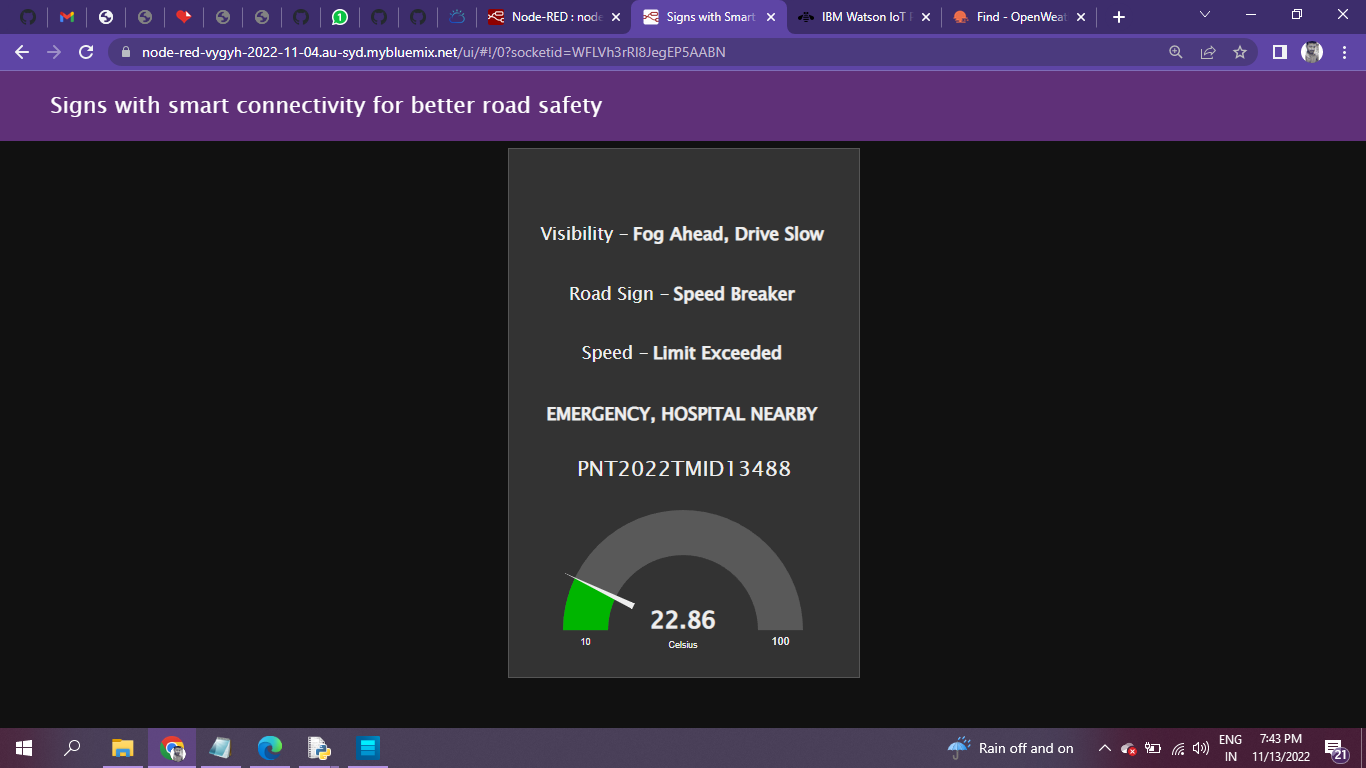 Node-RED : node
Signs with Smart
IBM Watson IoT
Find - OpenWeat
node-red-vygyh-2022-11-04.au-syd.mybluemix.net/ui/#!/0?socketid=WFLVh3rRl8JegEP5AABN
Signs with smart connectivity for better road safety
Visibility - Fog Ahead, Drive Slow
Road Sign - Speed Breaker
Speed - Limit Exceeded
EMERGENCY, HOSPITAL NEARBY
PNT2022TMID13488
22.86
10
Celsius
100
Rain off and on
ENG
IN
7:43 PM
11/13/2022
21
1